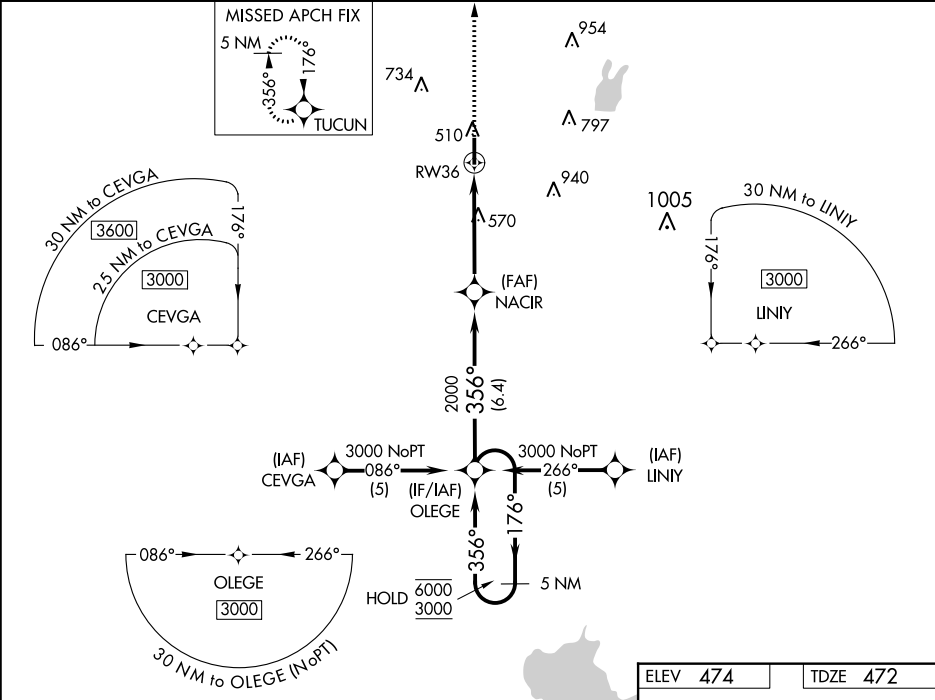 MISSED APCH FIX
5 NM
176°
356°
TUCUN
954
734
797
510
RW36
940
570
1005
30 NM to CEVGA
3600
25 NM to CEVGA
3000
CEVGA
176°
086°
30 NM to LINIY
176°
3000
LINIY
266°
(FAF)
NACIR
2000
356°
(6.4)
(IAF)
CEVGA
3000 NoPT
086°
(5)
(IF/IAF)
OLEGE
3000 NoPT
266°
(5)
(IAF)
LINIY
356°
176°
HOLD 6000
3000
5 NM
086°
266°
OLEGE
3000
30 NM to OLEGE (NoPT)
ELEV 474
TDZE 472